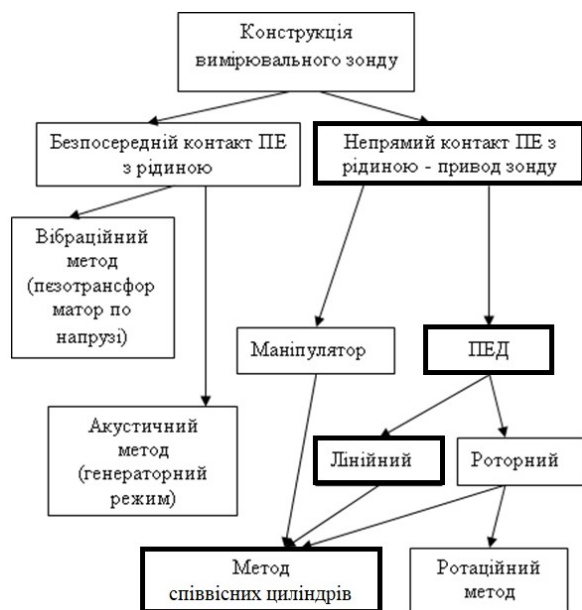 Конструкція
вимірювального зонду
Безпосередній контакт ПЕ
з рідиною
Непрямий контакт ПЕ з
рідиною - привод зонду
Вібраційний
метод
(пєзотрансфор
матор по
напрузі)
Маніпулятор
ПЕД
Акустичний
метод
(генераторний
режим)
Лінійний
Роторний
Метод
співвісних циліндрів
Ротаційний
метод